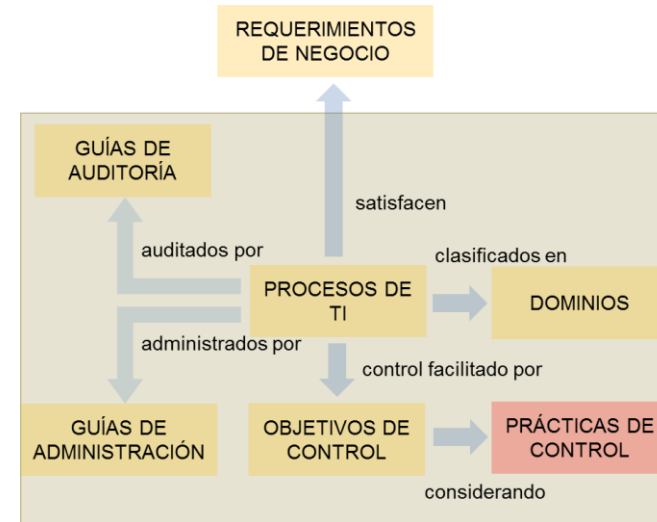 REQUERIMIENTOS
DE NEGOCIO
GUÍAS DE
AUDITORÍA
satisfacen
auditados por
clasificados en
PROCESOS DE
TI
DOMINIOS
administrados por
control facilitado por
GUÍAS DE
ADMINISTRACIÓN
OBJETIVOS DE
CONTROL
PRÁCTICAS DE
CONTROL
considerando